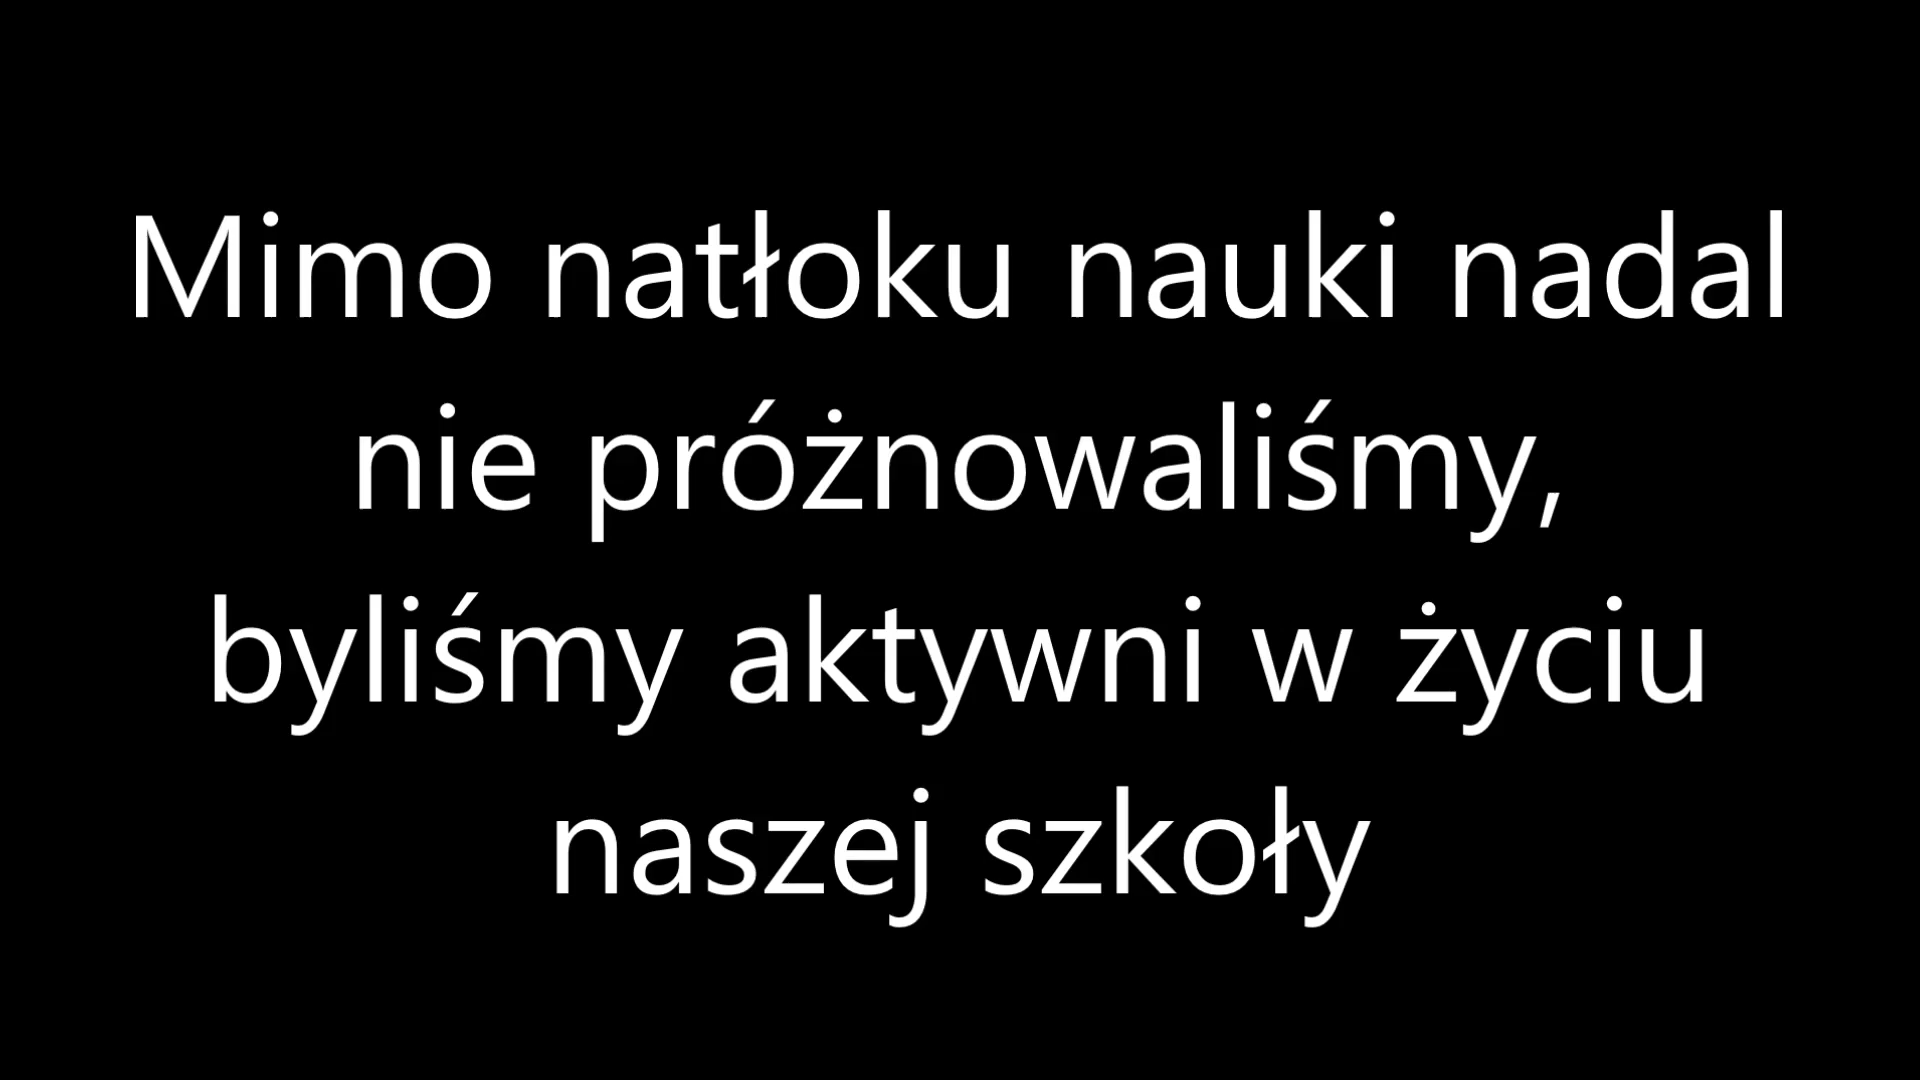 Mimo natłoku nauki nadal
nie próżnowaliśmy,
byliśmy aktywni w życiu
naszej szkoły